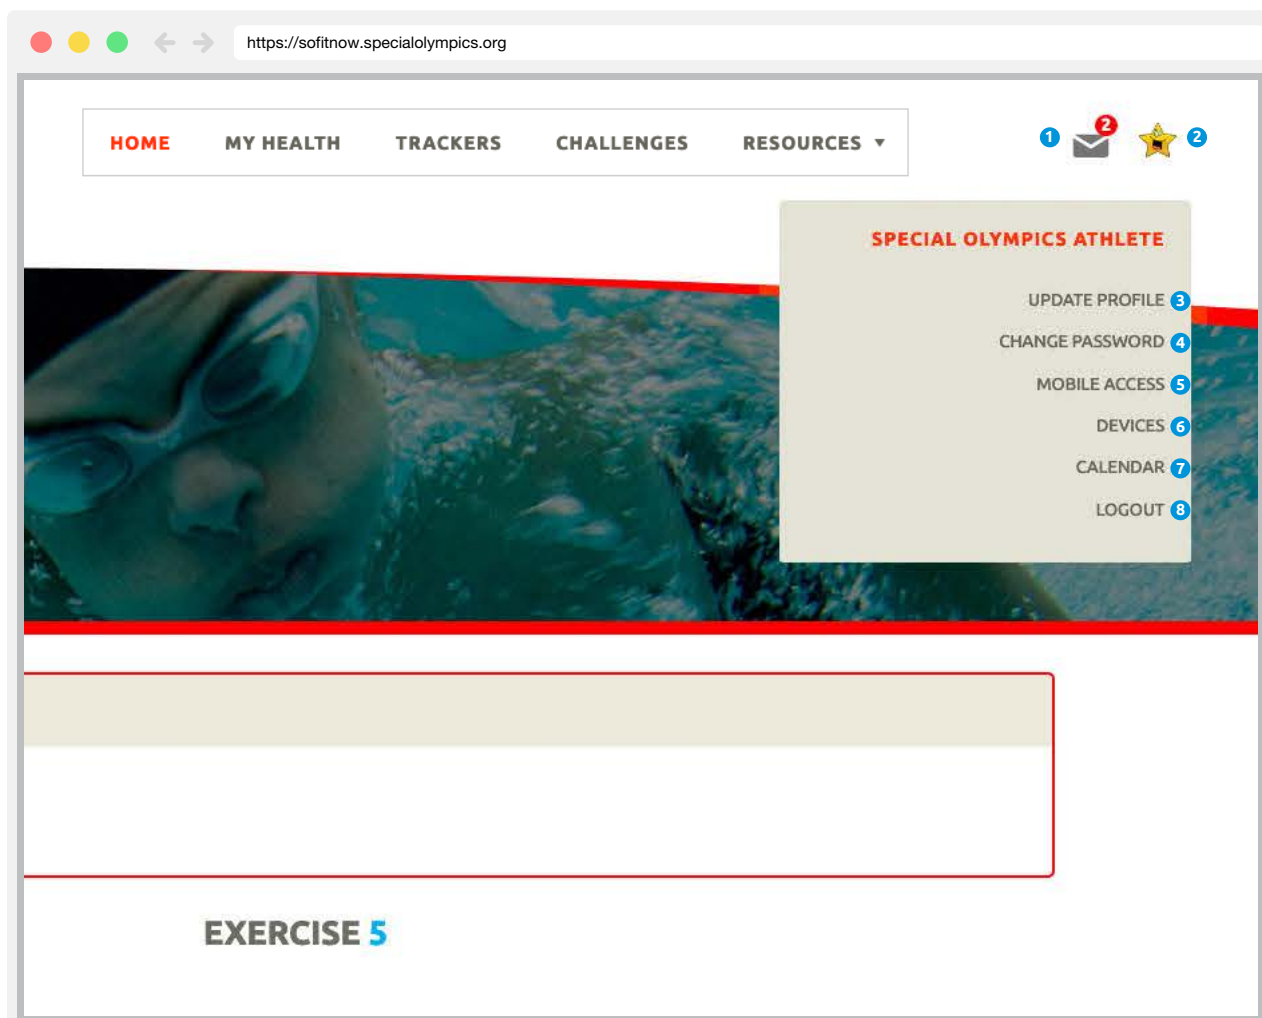 https://sofitnow.specialolympics.org
HOME MY HEALTH TRACKERS CHALLENGES RESOURCES ▼ 1 2 2
SPECIAL OLYMPICS ATHLETE
UPDATE PROFILE 3
CHANGE PASSWORD 4
MOBILE ACCESS 5
DEVICES 6
CALENDAR 7
LOGOUT 8
EXERCISE 5